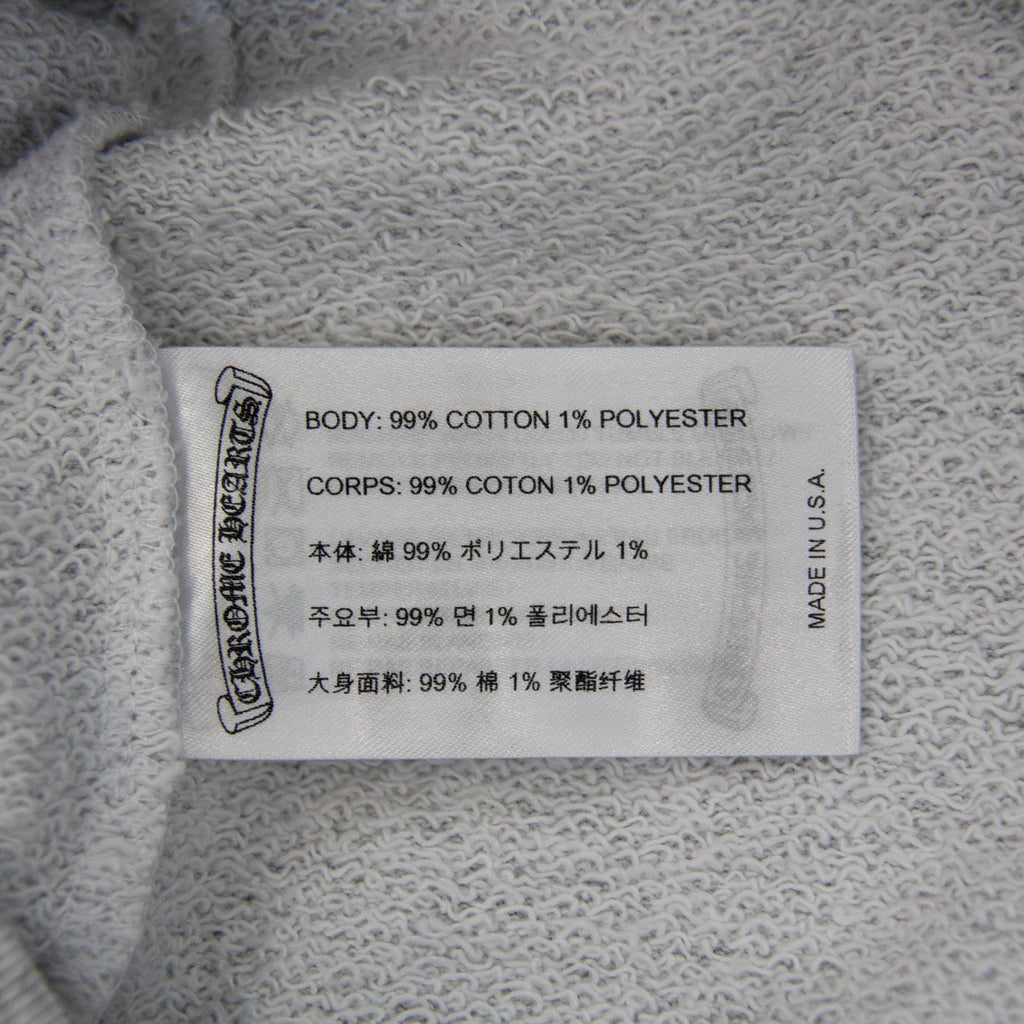 CHROME HEARTS
BODY: 99% COTTON 1% POLYESTER
CORPS: 99% COTON 1% POLYESTER
本体: 綿 99% ポリエステル 1%
주요부: 99% 면 1% 폴리에스터
大身面料: 99% 棉 1% 聚酯纤维
MADE IN U.S.A.